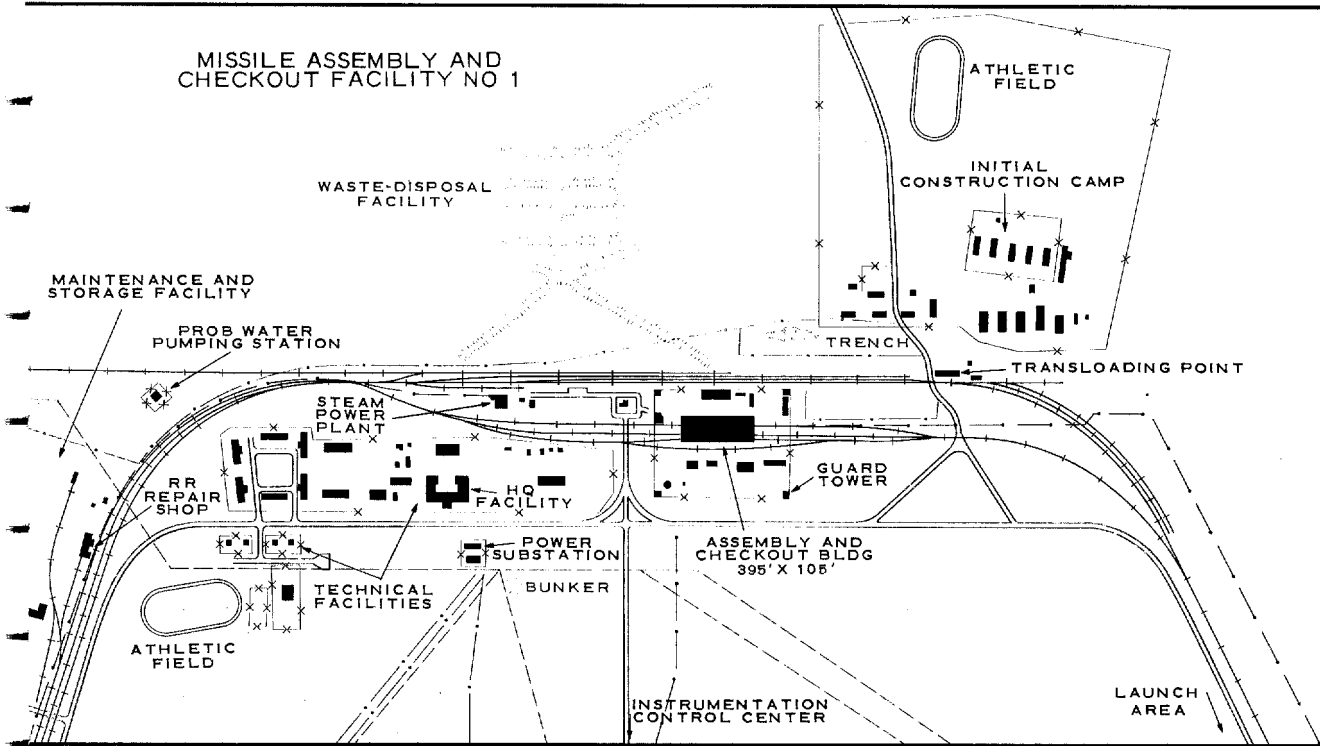 MISSILE ASSEMBLY AND
CHECKOUT FACILITY NO 1
ATHLETIC
FIELD
INITIAL
CONSTRUCTION CAMP
WASTE-DISPOSAL
FACILITY
MAINTENANCE AND
STORAGE FACILITY
PROB WATER
PUMPING STATION
TRENCH
TRANSLOADING POINT
STEAM
POWER
PLANT
RR
REPAIR
SHOP
HQ
FACILITY
GUARD
TOWER
POWER
SUBSTATION
ASSEMBLY AND
CHECKOUT BLDG
395' X 105'
TECHNICAL
FACILITIES
BUNKER
ATHLETIC
FIELD
INSTRUMENTATION
CONTROL CENTER
LAUNCH
AREA